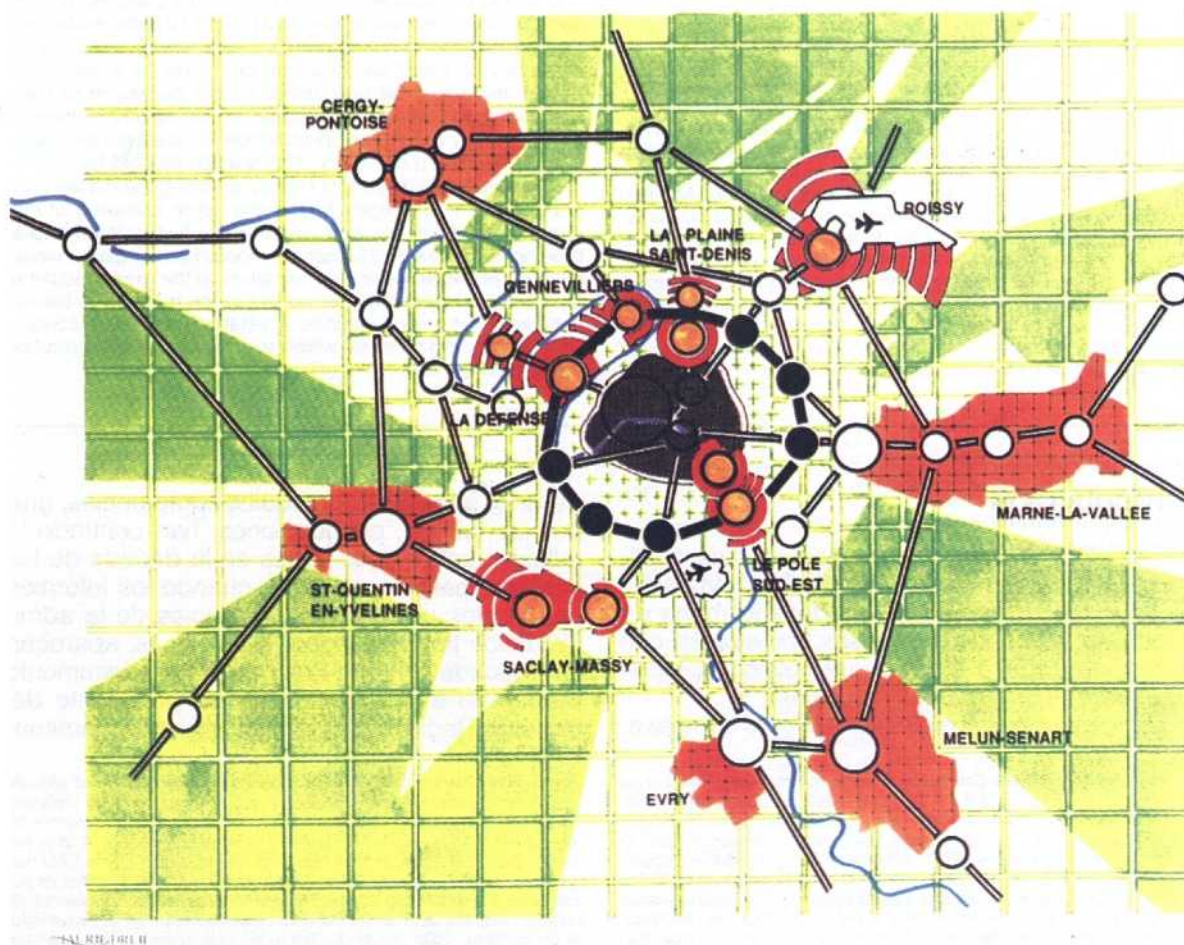 CERGY-
PONTOISE
ROISSY
LA PLAINE
SAINT-DENIS
GENNEVILLIERS
LA DEFENSE
MARNE-LA-VALLEE
LE POLE
SUD-EST
ST-QUENTIN
EN-YVELINES
SACLAY-MASSY
MELUN-SENART
EVRY